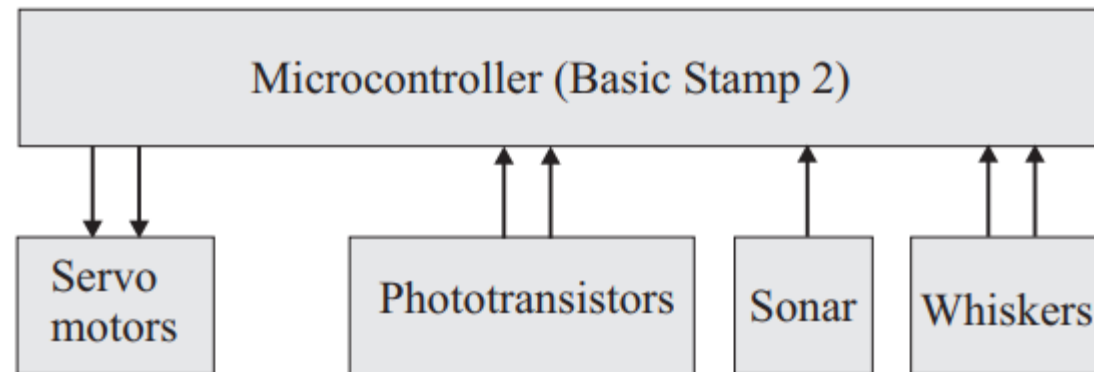 Microcontroller (Basic Stamp 2)
Servo
motors
Phototransistors
Sonar
Whiskers